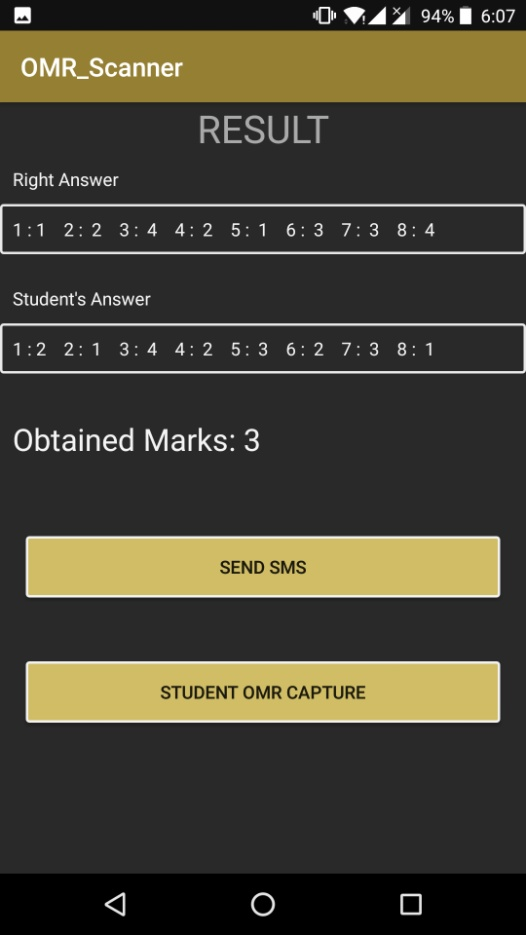 94% 6:07
OMR_Scanner
RESULT
Right Answer
1 : 1 2 : 2 3 : 4 4 : 2 5 : 1 6 : 3 7 : 3 8 : 4
Student's Answer
1 : 2 2 : 1 3 : 4 4 : 2 5 : 3 6 : 2 7 : 3 8 : 1
Obtained Marks: 3
SEND SMS
STUDENT OMR CAPTURE